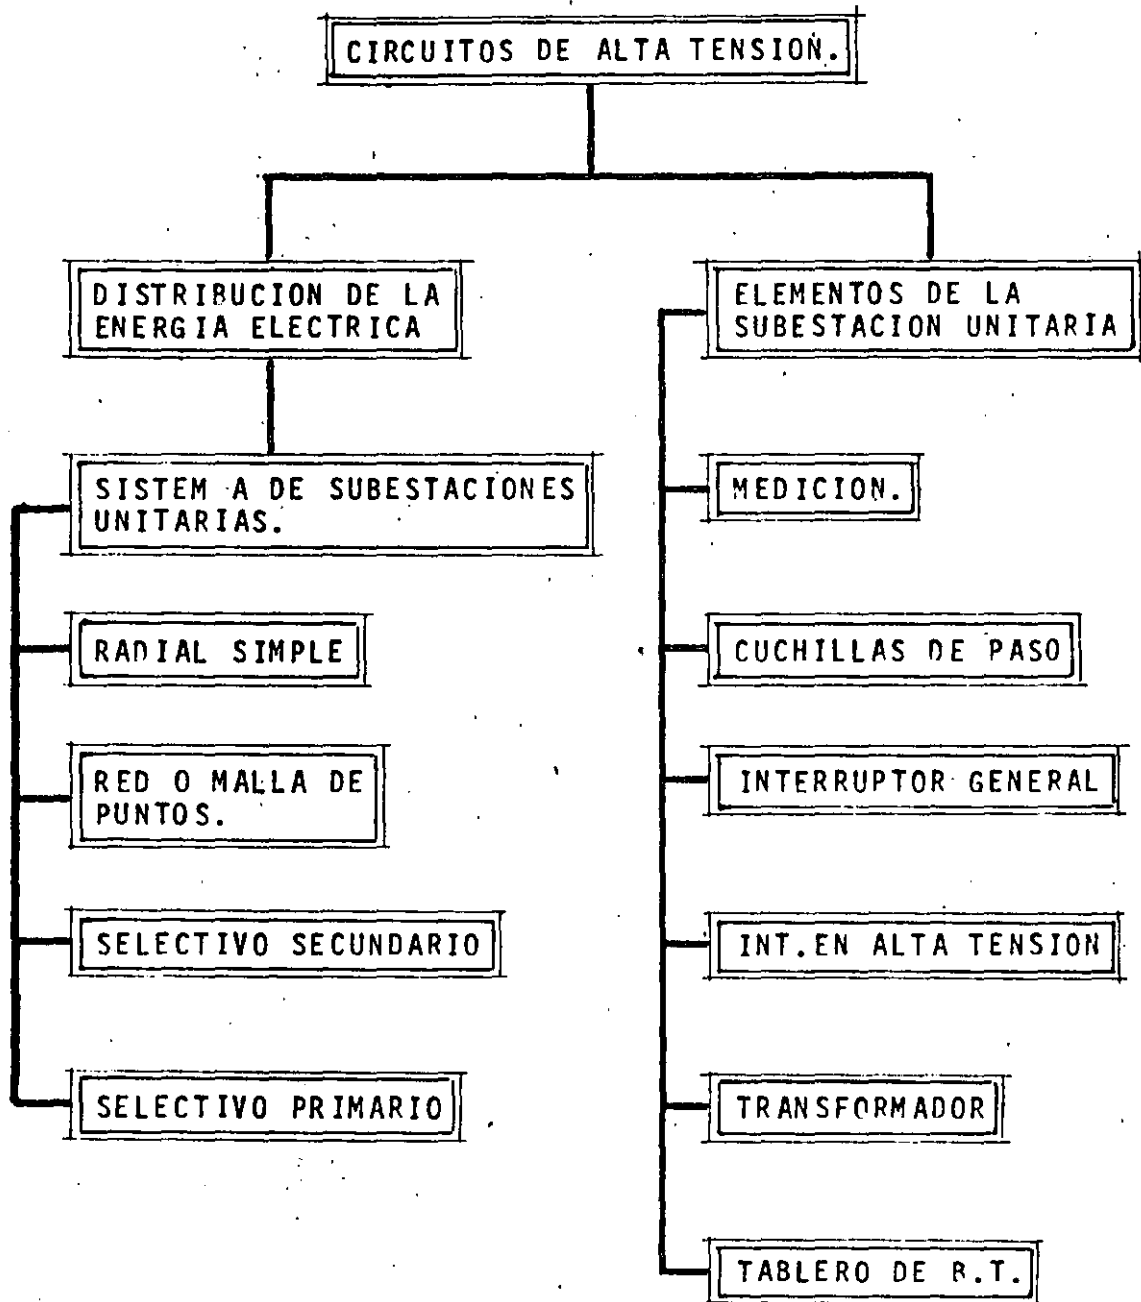 CIRCUITOS DE ALTA TENSION.
DISTRIBUCION DE LA
ENERGIA ELECTRICA
SISTEM A DE SUBESTACIONES
UNITARIAS.
RADIAL SIMPLE
RED O MALLA DE
PUNTOS.
SELECTIVO SECUNDARIO
SELECTIVO PRIMARIO
ELEMENTOS DE LA
SUBESTACION UNITARIA
MEDICION.
CUCHILLAS DE PASO
INTERRUPTOR GENERAL
INT.EN ALTA TENSION
TRANSFORMADOR
TABLERO DE B.T.